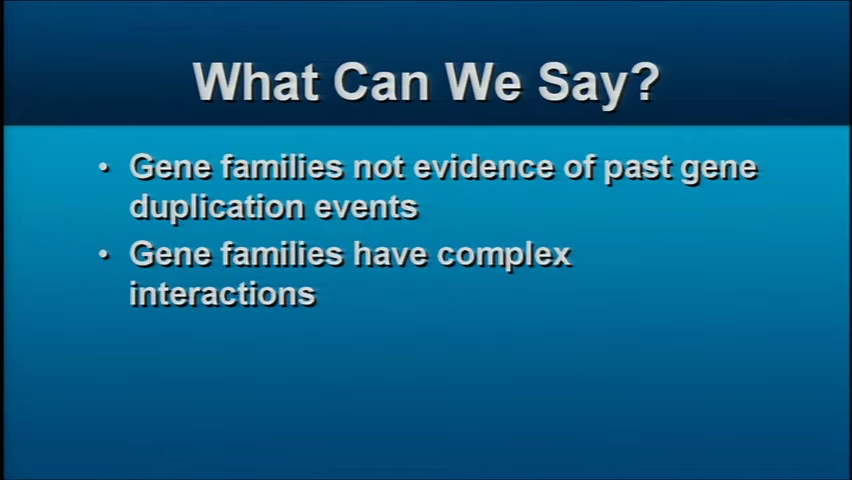 What Can We Say?
• Gene families not evidence of past gene
duplication events
• Gene families have complex
interactions